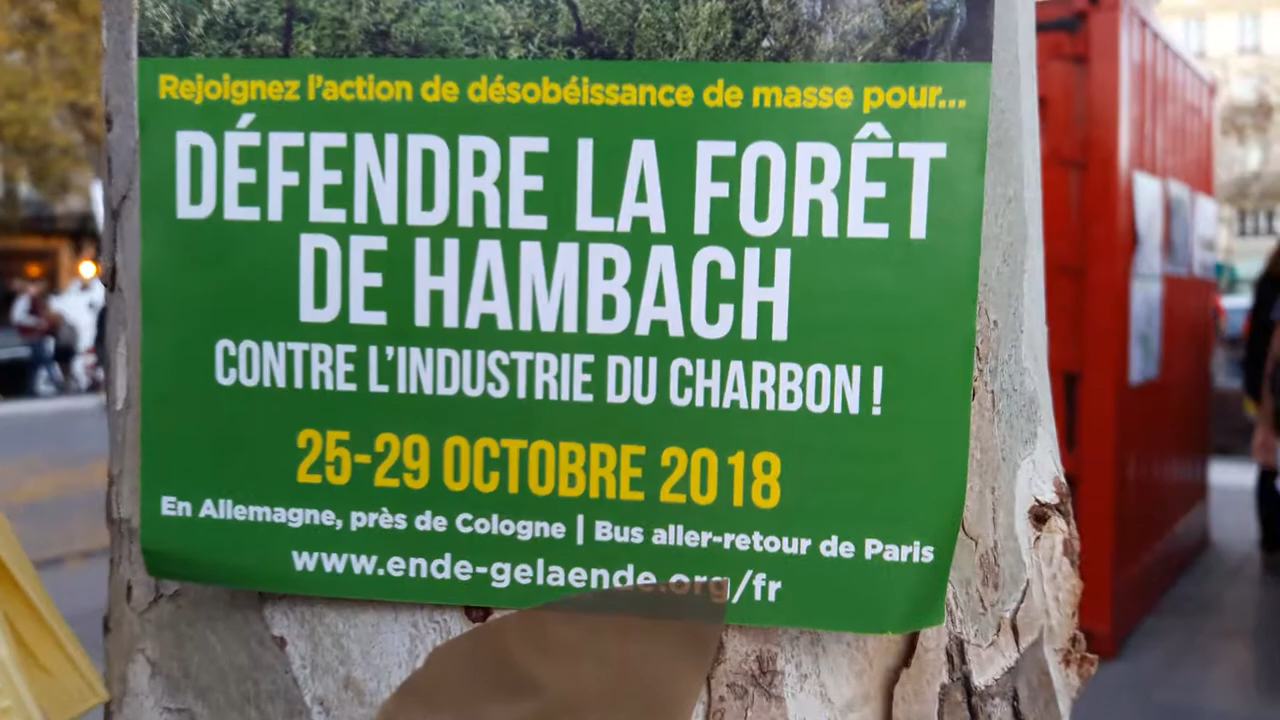 Rejoignez l'action de désobéissance de masse pour...
DÉFENDRE LA FORÊT
DE HAMBACH
CONTRE L'INDUSTRIE DU CHARBON !
25-29 OCTOBRE 2018
En Allemagne, près de Cologne | Bus aller-retour de Paris
www.ende-gelaende.org/fr